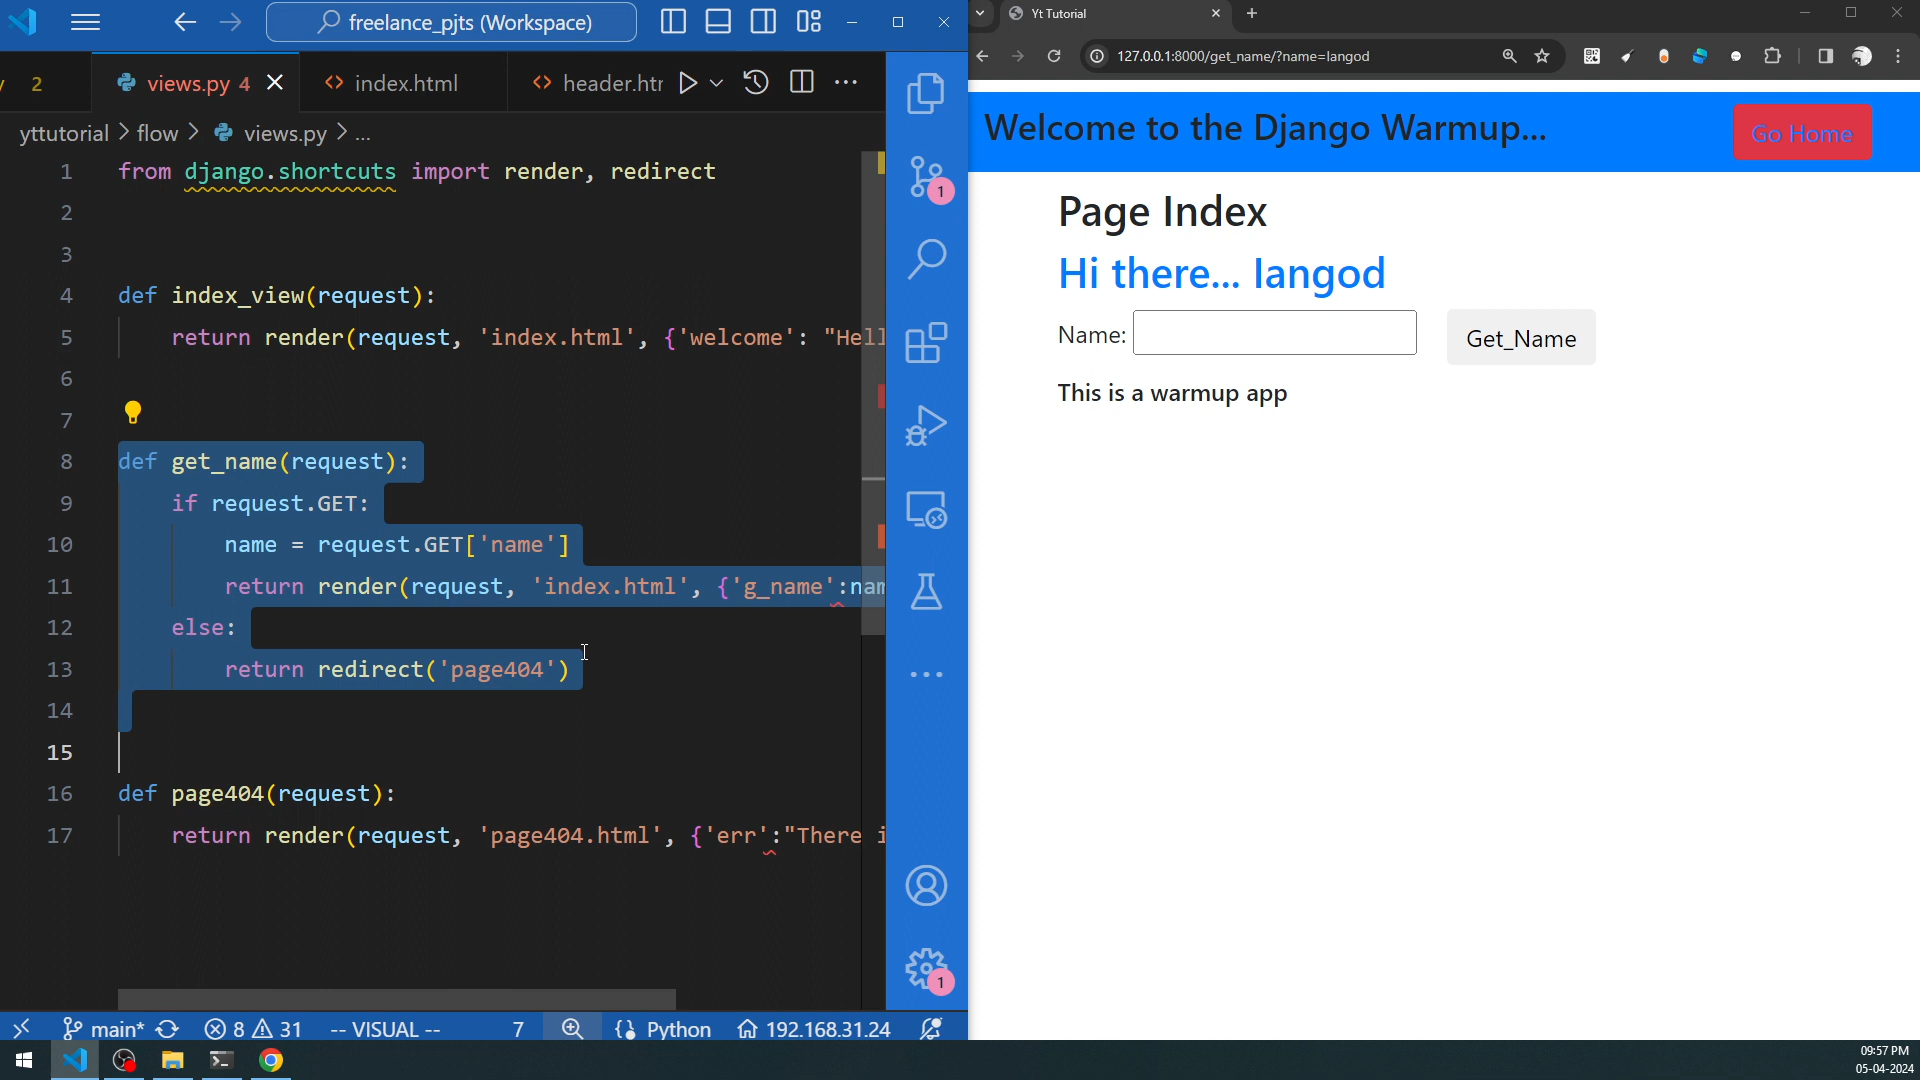 freelance_pjts (Workspace)
2
views.py 4
index.html
header.htr
yttutorial > flow > views.py > ...
1 from django.shortcuts import render, redirect
2
3
4 def index_view(request):
5 return render(request, 'index.html', {'welcome': "Hell
6
7
8 def get_name(request):
9 if request.GET:
10 name = request.GET['name']
11 return render(request, 'index.html', {'g_name':nam
12 else:
13 return redirect('page404')
14
15
16 def page404(request):
17 return render(request, 'page404.html', {'err':"There i
1
1
main* 8 31 -- VISUAL -- 7 Python 192.168.31.24
Yt Tutorial
127.0.0.1:8000/get_name/?name=langod
Welcome to the Django Warmup...
Go Home
Page Index
Hi there... langod
Name:
Get_Name
This is a warmup app
09:57 PM
05-04-2024